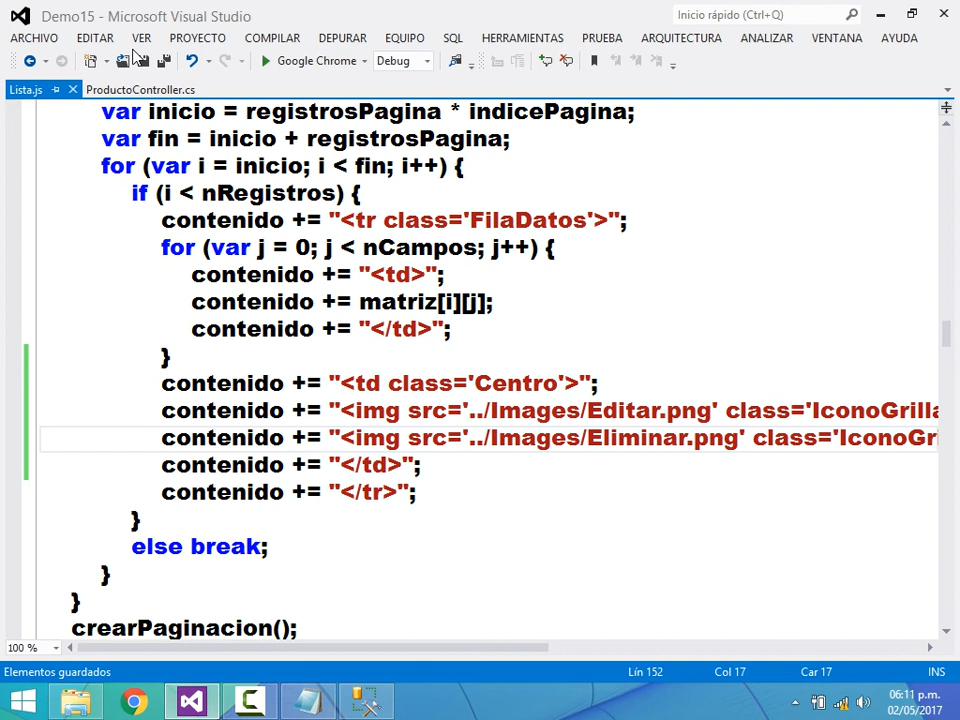 Demo15 - Microsoft Visual Studio
Inicio rápido (Ctrl+Q)
ARCHIVO EDITAR VER PROYECTO COMPILAR DEPURAR EQUIPO SQL HERRAMIENTAS PRUEBA ARQUITECTURA ANALIZAR VENTANA AYUDA
Google Chrome Debug
Lista.js ProductoController.cs
var inicio = registrosPagina * indicePagina;
var fin = inicio + registrosPagina;
for (var i = inicio; i < fin; i++) {
if (i < nRegistros) {
contenido += "<tr class='FilaDatos'>";
for (var j = 0; j < nCampos; j++) {
contenido += "<td>";
contenido += matriz[i][j];
contenido += "</td>";
}
contenido += "<td class='Centro'>";
contenido += "<img src='../Images/Editar.png' class='IconoGrilla
contenido += "<img src='../Images/Eliminar.png' class='IconoGri
contenido += "</td>";
contenido += "</tr>";
}
else break;
}
}
crearPaginacion();
100 %
Elementos guardados Lín 152 Col 17 Car 17 INS
06:11 p.m.
02/05/2017